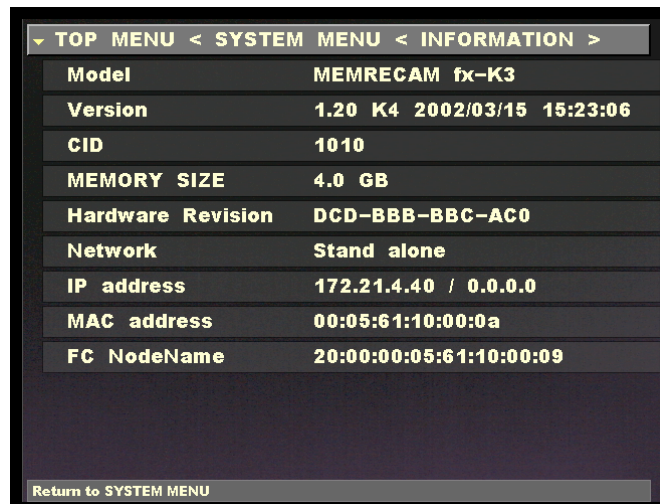 TOP MENU < SYSTEM MENU < INFORMATION >
Model MEMRECAM fx-K3
Version 1.20 K4 2002/03/15 15:23:06
CID 1010
MEMORY SIZE 4.0 GB
Hardware Revision DCD-BBB-BBC-AC0
Network Stand alone
IP address 172.21.4.40 / 0.0.0.0
MAC address 00:05:61:10:00:0a
FC NodeName 20:00:00:05:61:10:00:09
Return to SYSTEM MENU